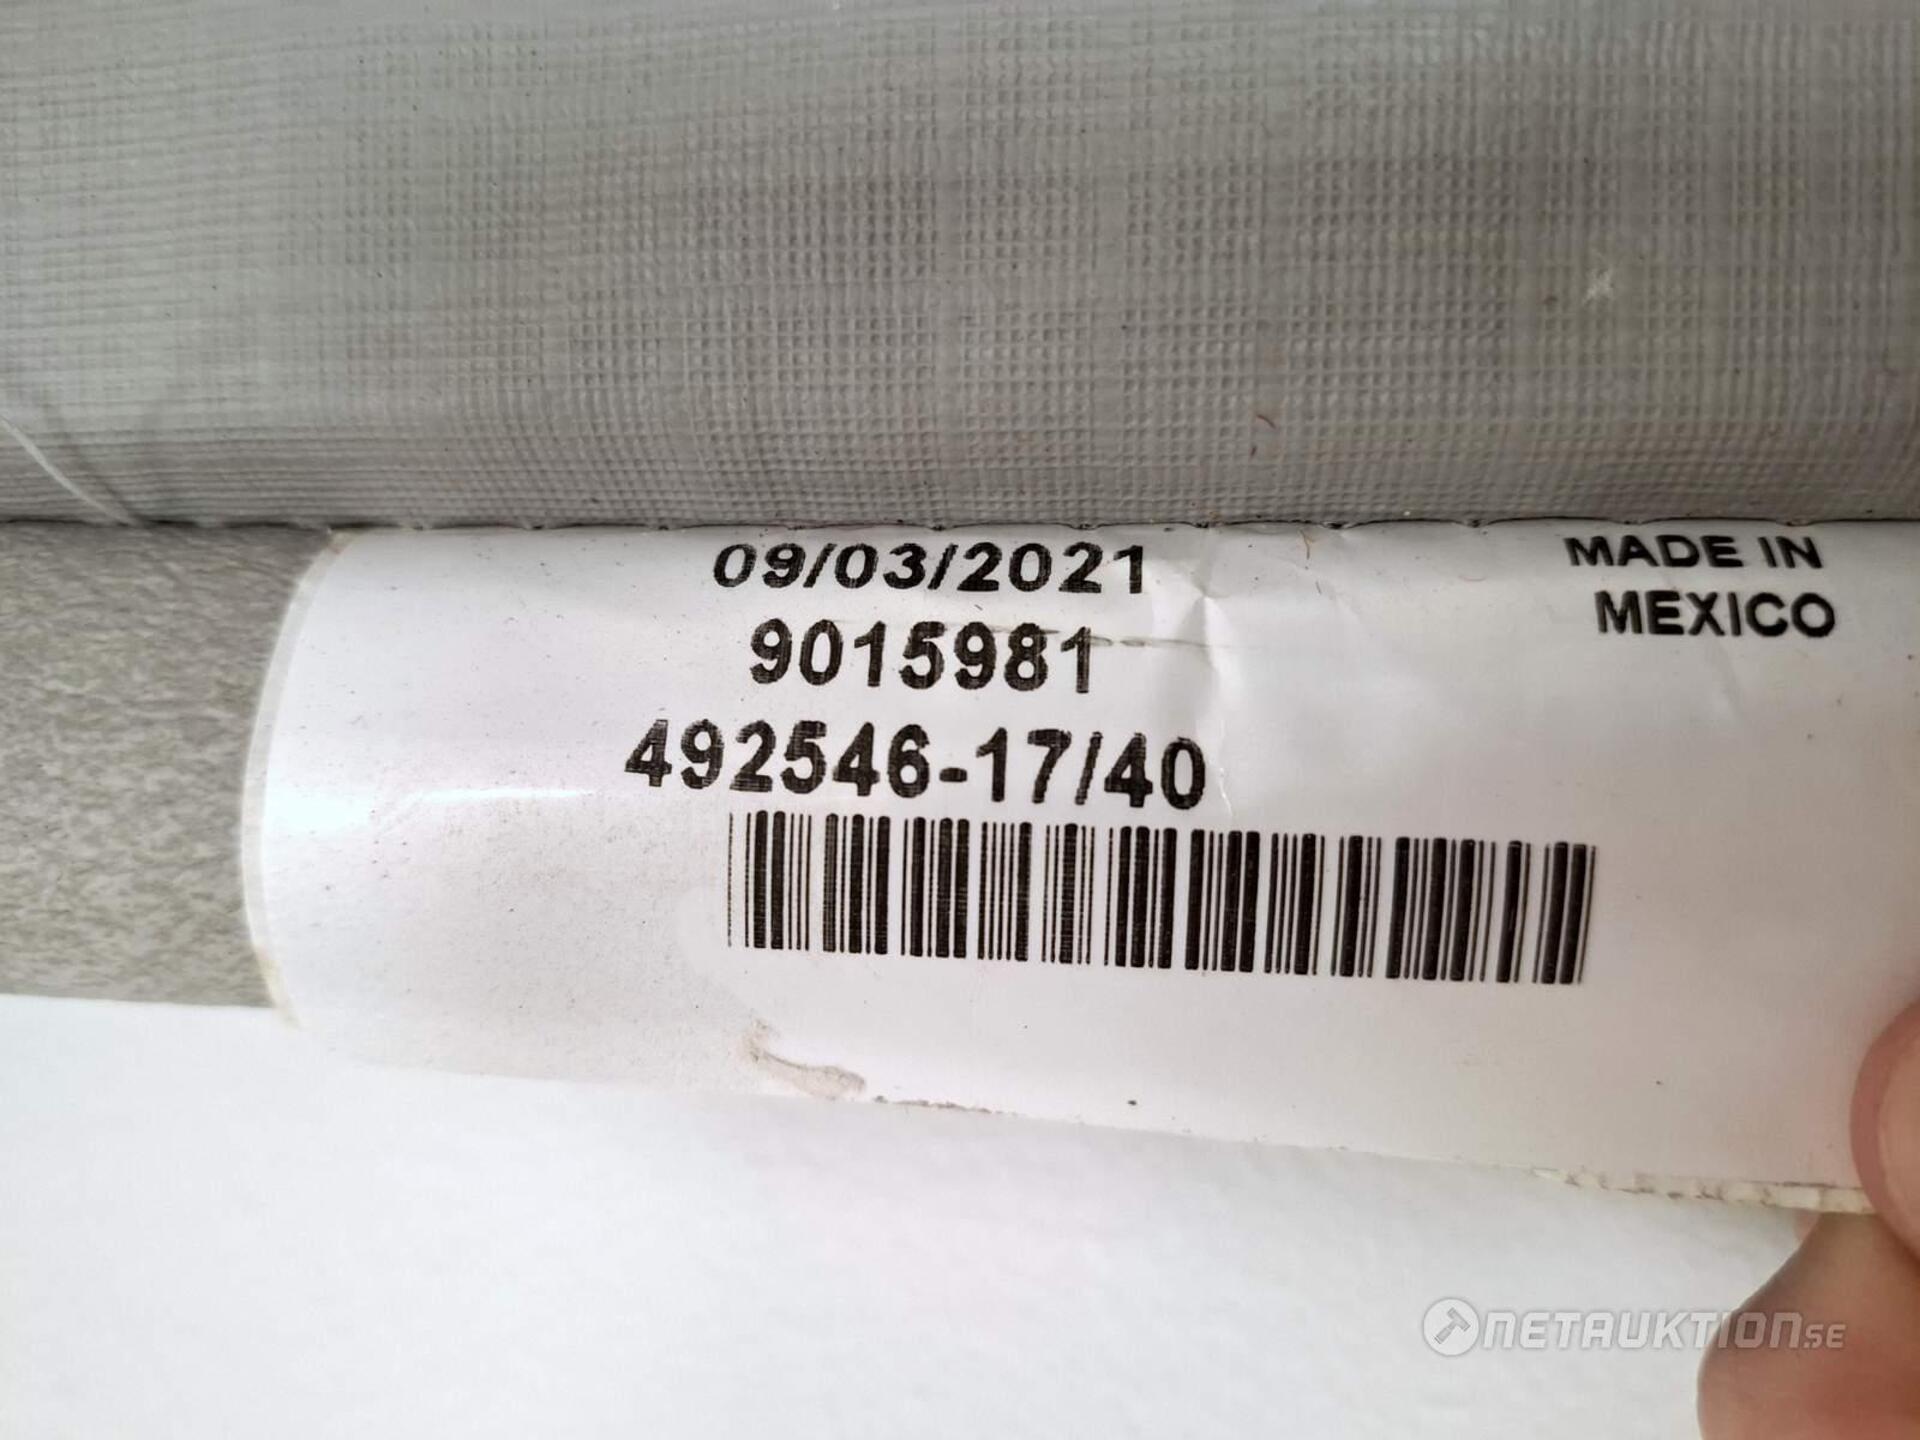 09/03/2021
9015981
492546-17/40
MADE IN
MEXICO
NETAUKTION.SE